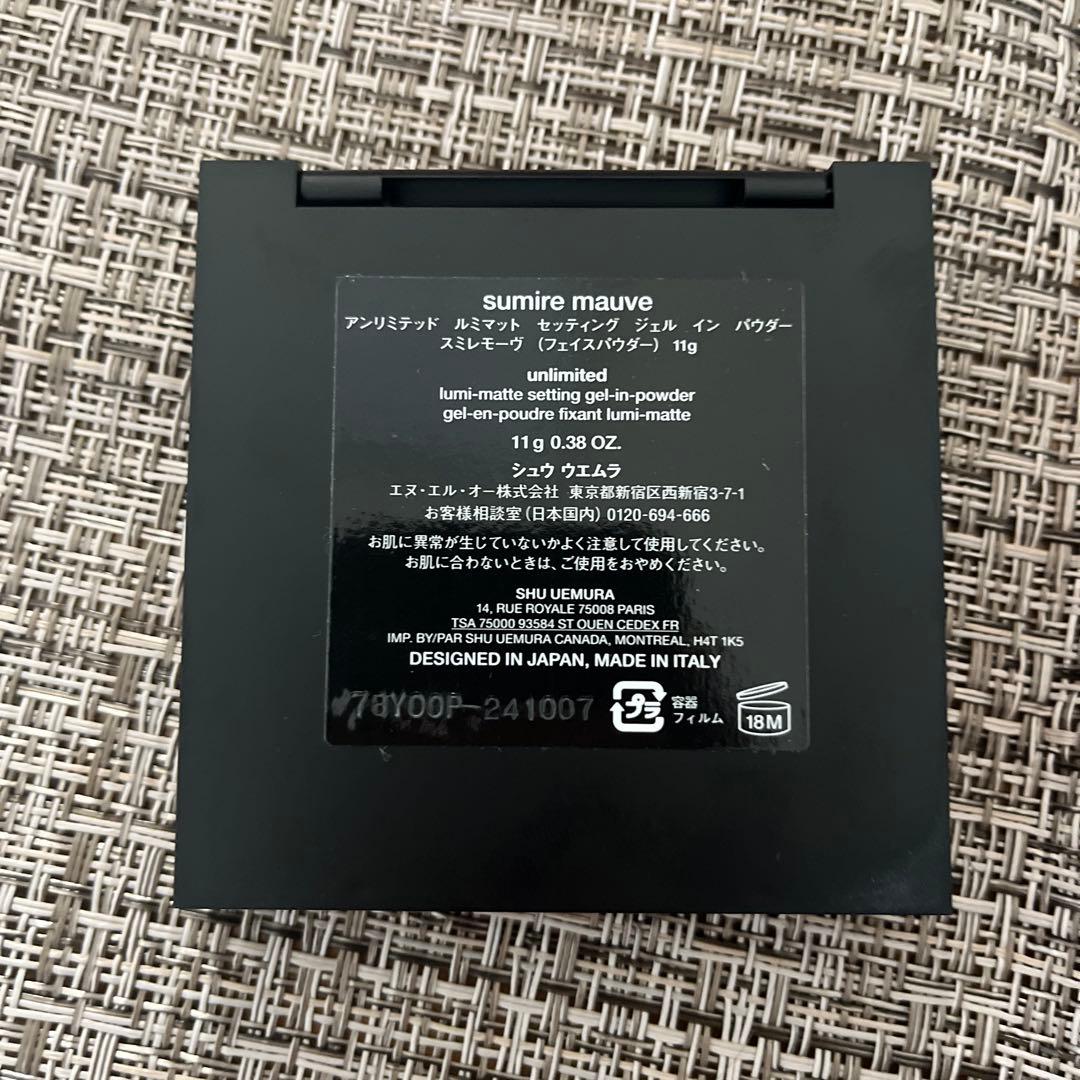 sumire mauve
アンリミテッド ルミマット セッティング ジェル イン パウダー
スミレモーヴ (フェイスパウダー) 11g
unlimited
lumi-matte setting gel-in-powder
gel-en-poudre fixant lumi-matte
11 g 0.38 OZ.
シュウ ウエムラ
エヌ・エル・オー株式会社 東京都新宿区西新宿3-7-1
お客様相談室(日本国内) 0120-694-666
お肌に異常が生じていないかよく注意して使用してください。
お肌に合わないときは、ご使用をおやめください。
SHU UEMURA
14, RUE ROYALE 75008 PARIS
TSA 75000 93584 ST OUEN CEDEX FR
IMP. BY/PAR SHU UEMURA CANADA, MONTREAL, H4T 1K5
DESIGNED IN JAPAN, MADE IN ITALY
78Y00P-241007
プラ
容器
フィルム
18M